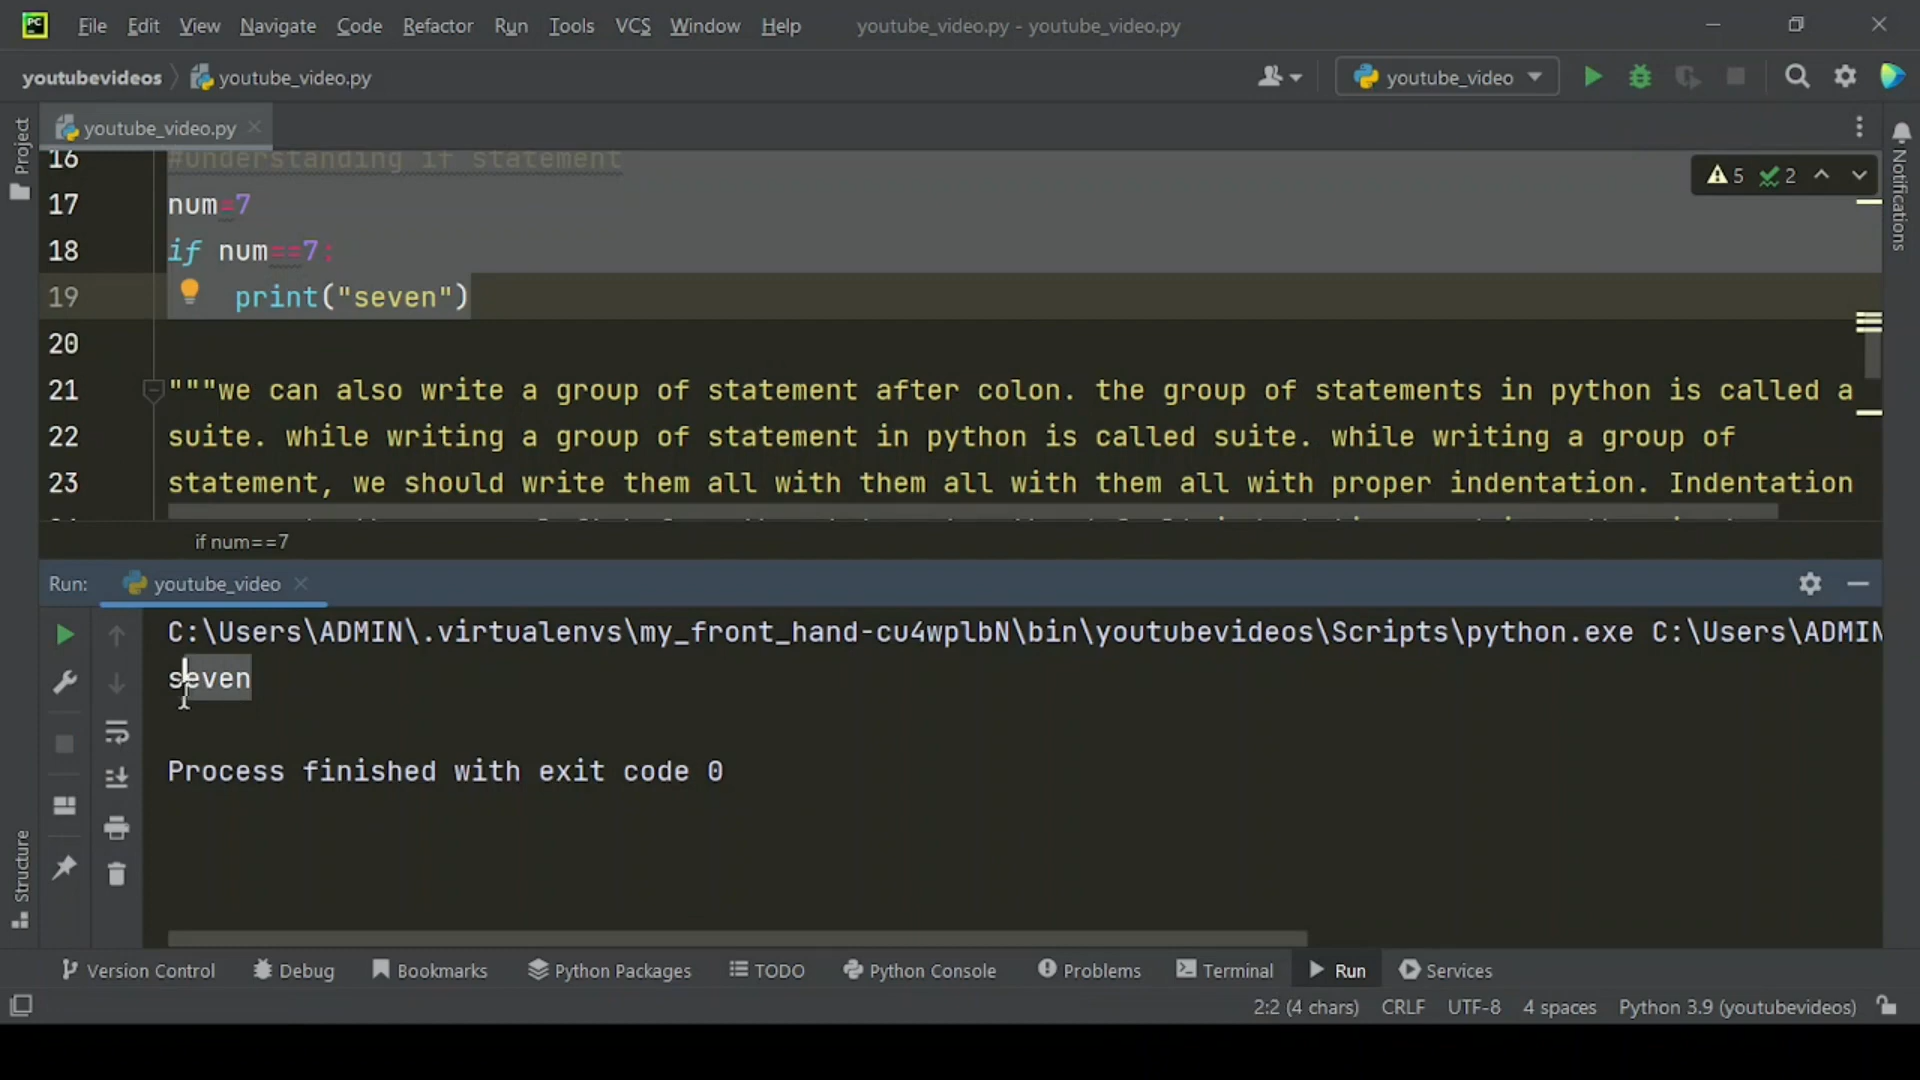 PC File Edit View Navigate Code Refactor Run Tools VCS Window Help youtube_video.py - youtube_video.py
youtubevideos youtube_video.py youtube_video
Project
youtube_video.py
Notifications
16 #Understanding if statement
5 2
17 num=7
18 if num==7:
19 print("seven")
20
21 """we can also write a group of statement after colon. the group of statements in python is called a
22 suite. while writing a group of statement in python is called suite. while writing a group of
23 statement, we should write them all with them all with them all with proper indentation. Indentation
if num==7
Run: youtube_video
C:\Users\ADMIN\.virtualenvs\my_front_hand-cu4wplbN\bin\youtubevideos\Scripts\python.exe C:\Users\ADMIN
seven
Process finished with exit code 0
Structure
Version Control Debug Bookmarks Python Packages TODO Python Console Problems Terminal Run Services
2:2 (4 chars) CRLF UTF-8 4 spaces Python 3.9 (youtubevideos)